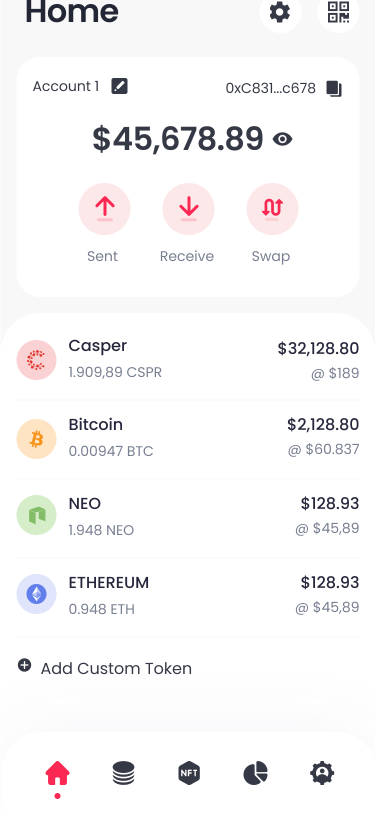 Home
Account 1
0xC831...c678
$45,678.89
Sent
Receive
Swap
Casper
$32,128.80
1.909,89 CSPR
@ $189
Bitcoin
$2,128.80
0.00947 BTC
@ $60.837
NEO
$128.93
1.948 NEO
@ $45,89
ETHEREUM
$128.93
0.948 ETH
@ $45,89
Add Custom Token
NFT